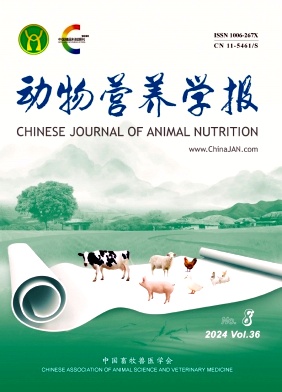 ISSN 1006-267X
CN 11-5461/S
动物营养学报
CHINESE JOURNAL OF ANIMAL NUTRITION
www.ChinaJAN.com
No. 8
2024 Vol.36
中国畜牧兽医学会
CHINESE ASSOCIATION OF ANIMAL SCIENCE AND VETERINARY MEDICINE